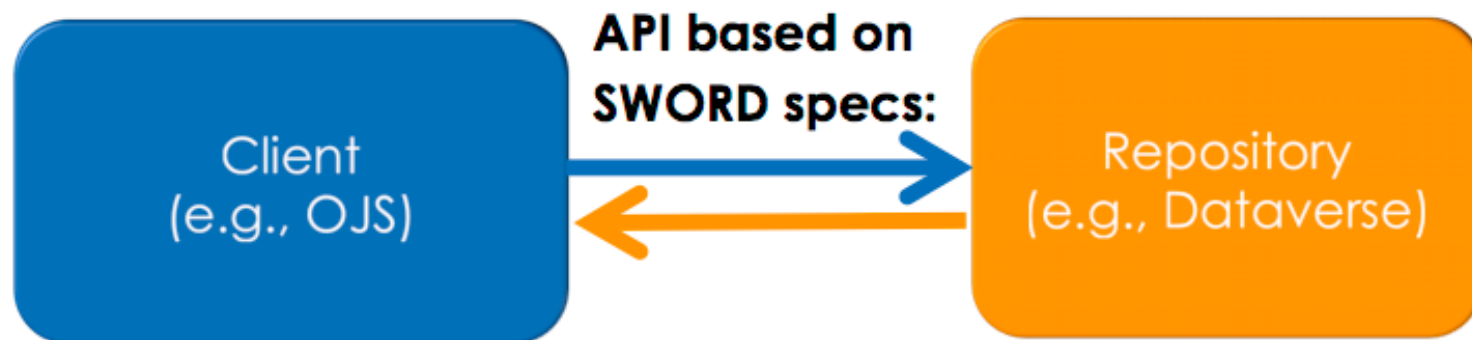 API based on
SWORD specs:
Client
(e.g., OJS)
Repository
(e.g., Dataverse)